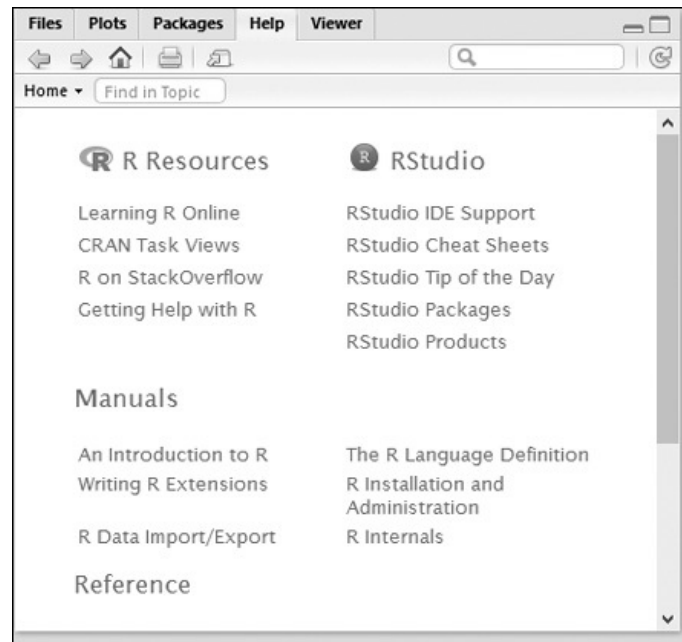 Files Plots Packages Help Viewer
Home Find in Topic
R R Resources
R RStudio
Learning R Online
CRAN Task Views
R on StackOverflow
Getting Help with R
RStudio IDE Support
RStudio Cheat Sheets
RStudio Tip of the Day
RStudio Packages
RStudio Products
Manuals
An Introduction to R
The R Language Definition
Writing R Extensions
R Installation and
Administration
R Data Import/Export
R Internals
Reference